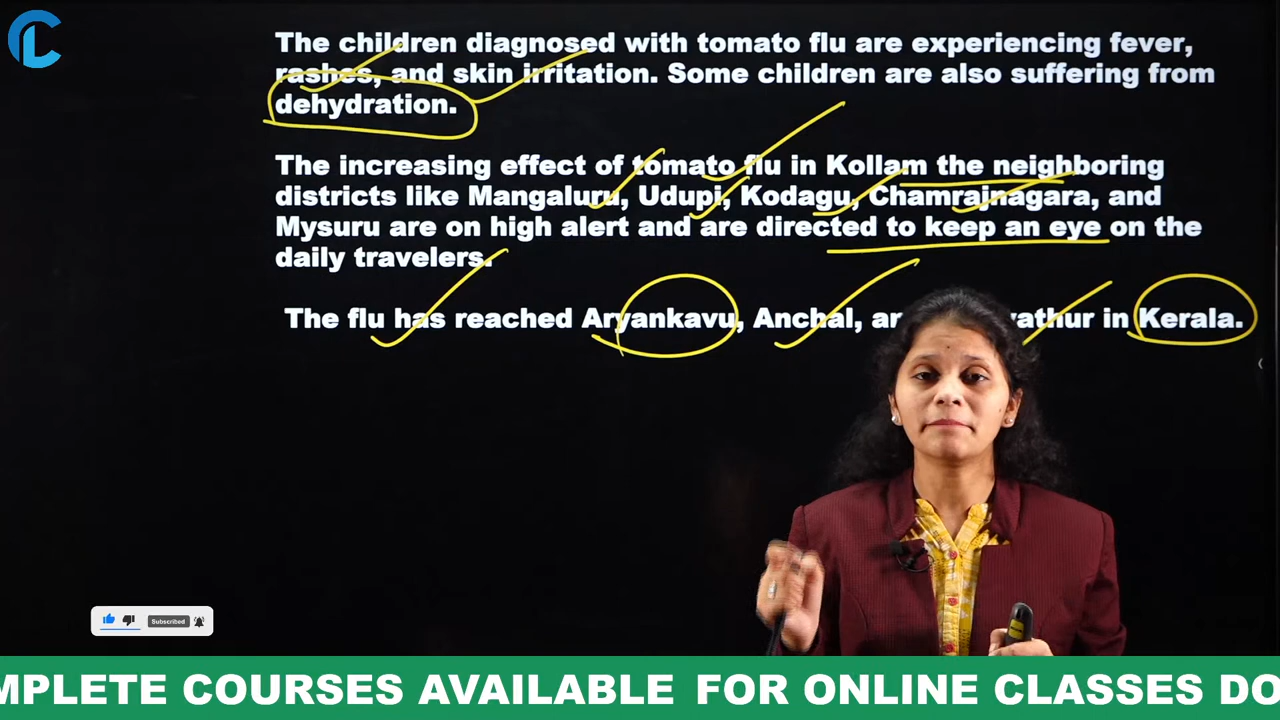 The children diagnosed with tomato flu are experiencing fever,
rashes, and skin irritation. Some children are also suffering from
dehydration.
The increasing effect of tomato flu in Kollam the neighboring
districts like Mangaluru, Udupi, Kodagu, Chamrajnagara, and
Mysuru are on high alert and are directed to keep an eye on the
daily travelers.
The flu has reached Aryankavu, Anchal, in Kerala.
Subscribed
COURSES AVAILABLE FOR ONLINE CLASSES